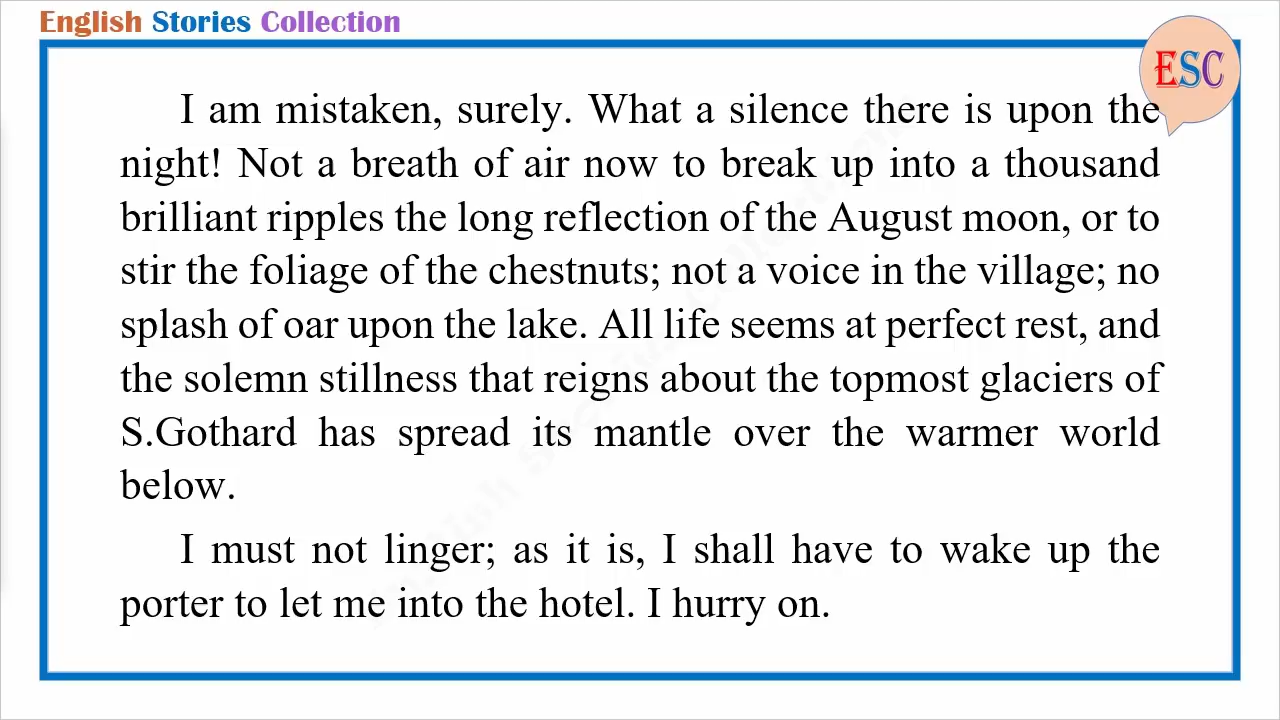 English Stories Collection
ESC
I am mistaken, surely. What a silence there is upon the
night! Not a breath of air now to break up into a thousand
brilliant ripples the long reflection of the August moon, or to
stir the foliage of the chestnuts; not a voice in the village; no
splash of oar upon the lake. All life seems at perfect rest, and
the solemn stillness that reigns about the topmost glaciers of
S.Gothard has spread its mantle over the warmer world
below.
I must not linger; as it is, I shall have to wake up the
porter to let me into the hotel. I hurry on.